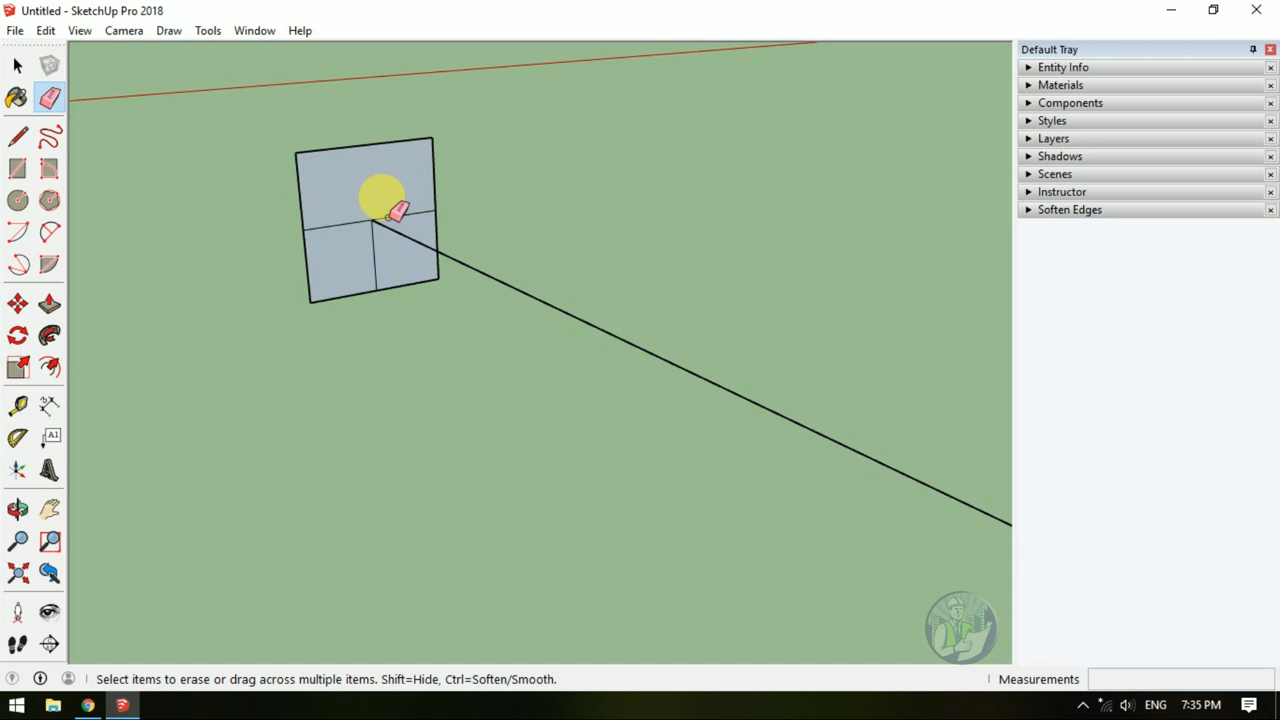 Untitled - SketchUp Pro 2018
File Edit View Camera Draw Tools Window Help
Default Tray
Entity Info
Materials
Components
Styles
Layers
Shadows
Scenes
Instructor
Soften Edges
A1
Select items to erase or drag across multiple items. Shift=Hide, Ctrl=Soften/Smooth.
Measurements
ENG
7:35 PM